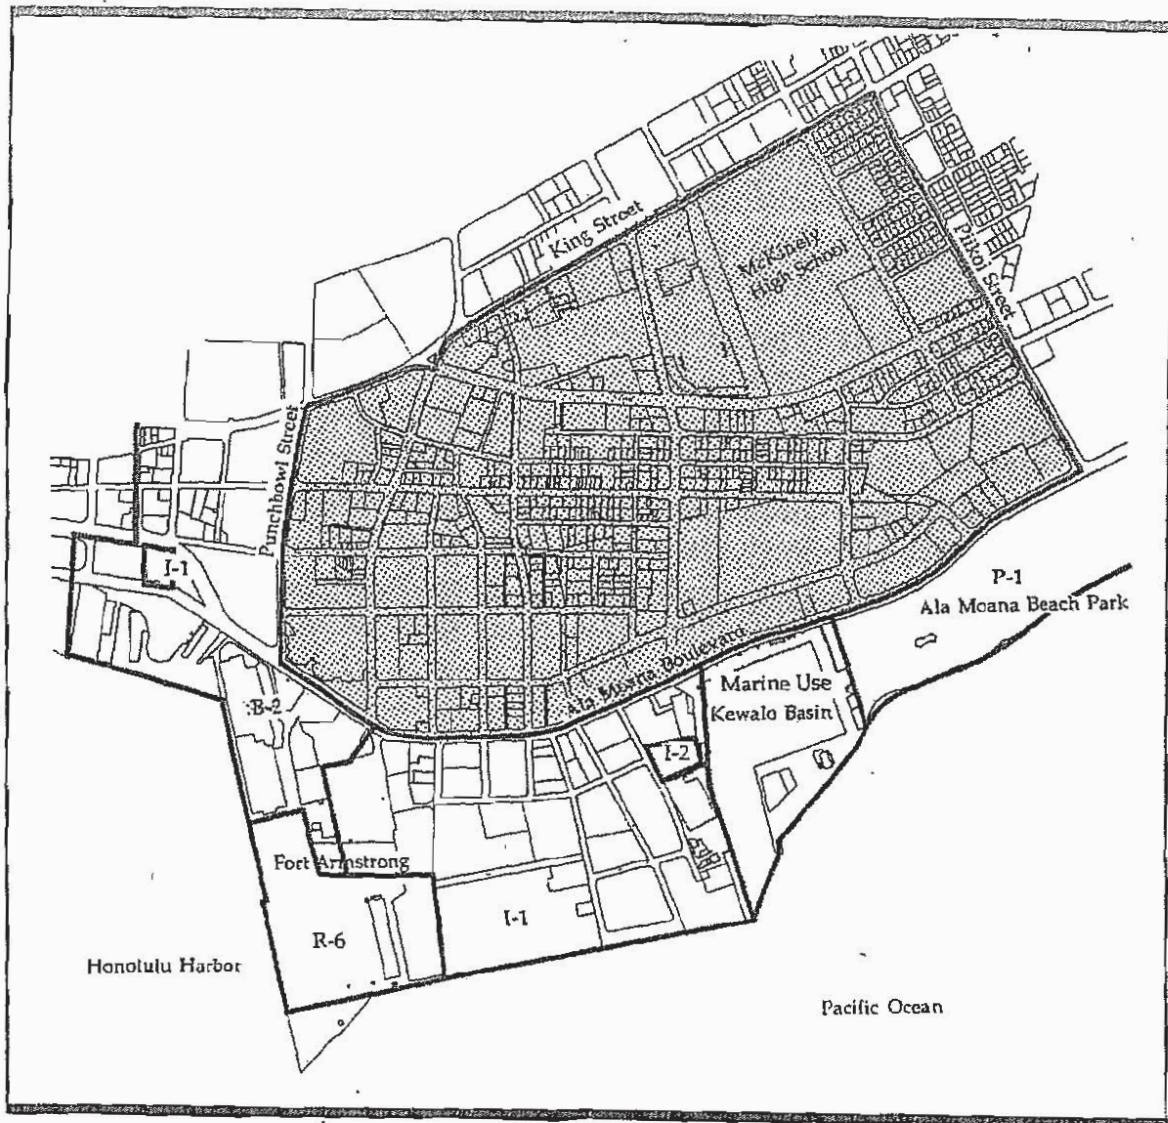 King Street
McKinely
High School
Piikoi Street
Punchbowl Street
I-1
P-1
Ala Moana Beach Park
Ala Moana Boulevard
Marine Use
Kewalo Basin
B-2
I-2
Fort Armstrong
I-1
R-6
Honolulu Harbor
Pacific Ocean